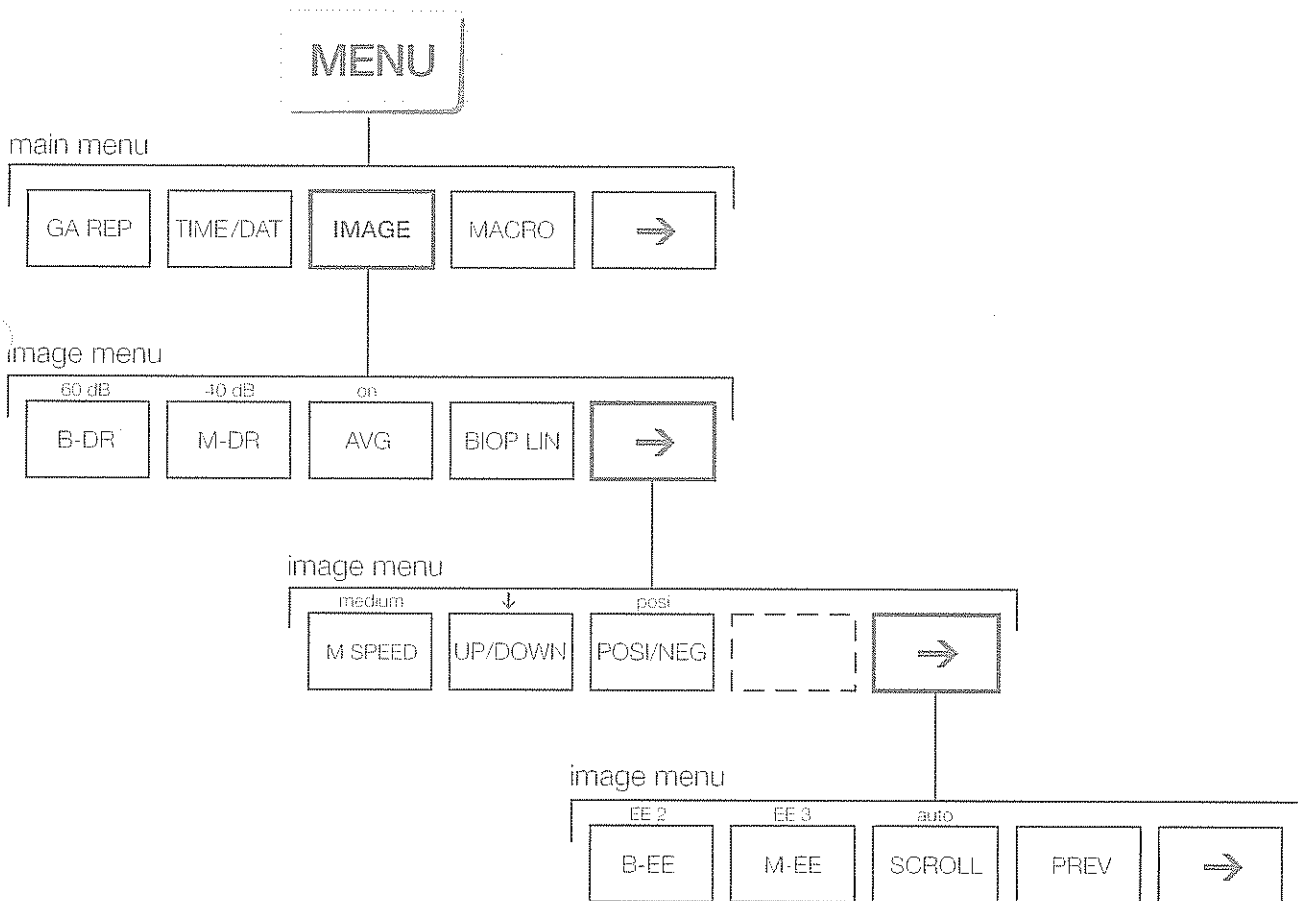 MENU
main menu
GA REP TIME/DAT IMAGE MACRO →
image menu
60 dB 40 dB on
B-DR M-DR AVG BIOP LIN →
image menu
medium ↓ posi
M SPEED UP/DOWN POSI/NEG →
image menu
EE 2 EE 3 auto
B-EE M-EE SCROLL PREV →